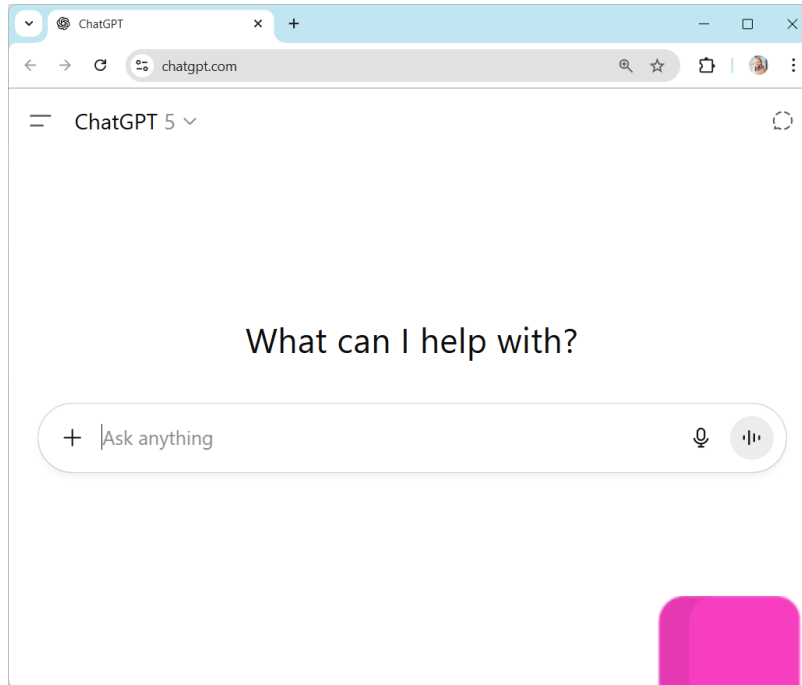 ChatGPT
chatgpt.com
ChatGPT 5
What can I help with?
Ask anything